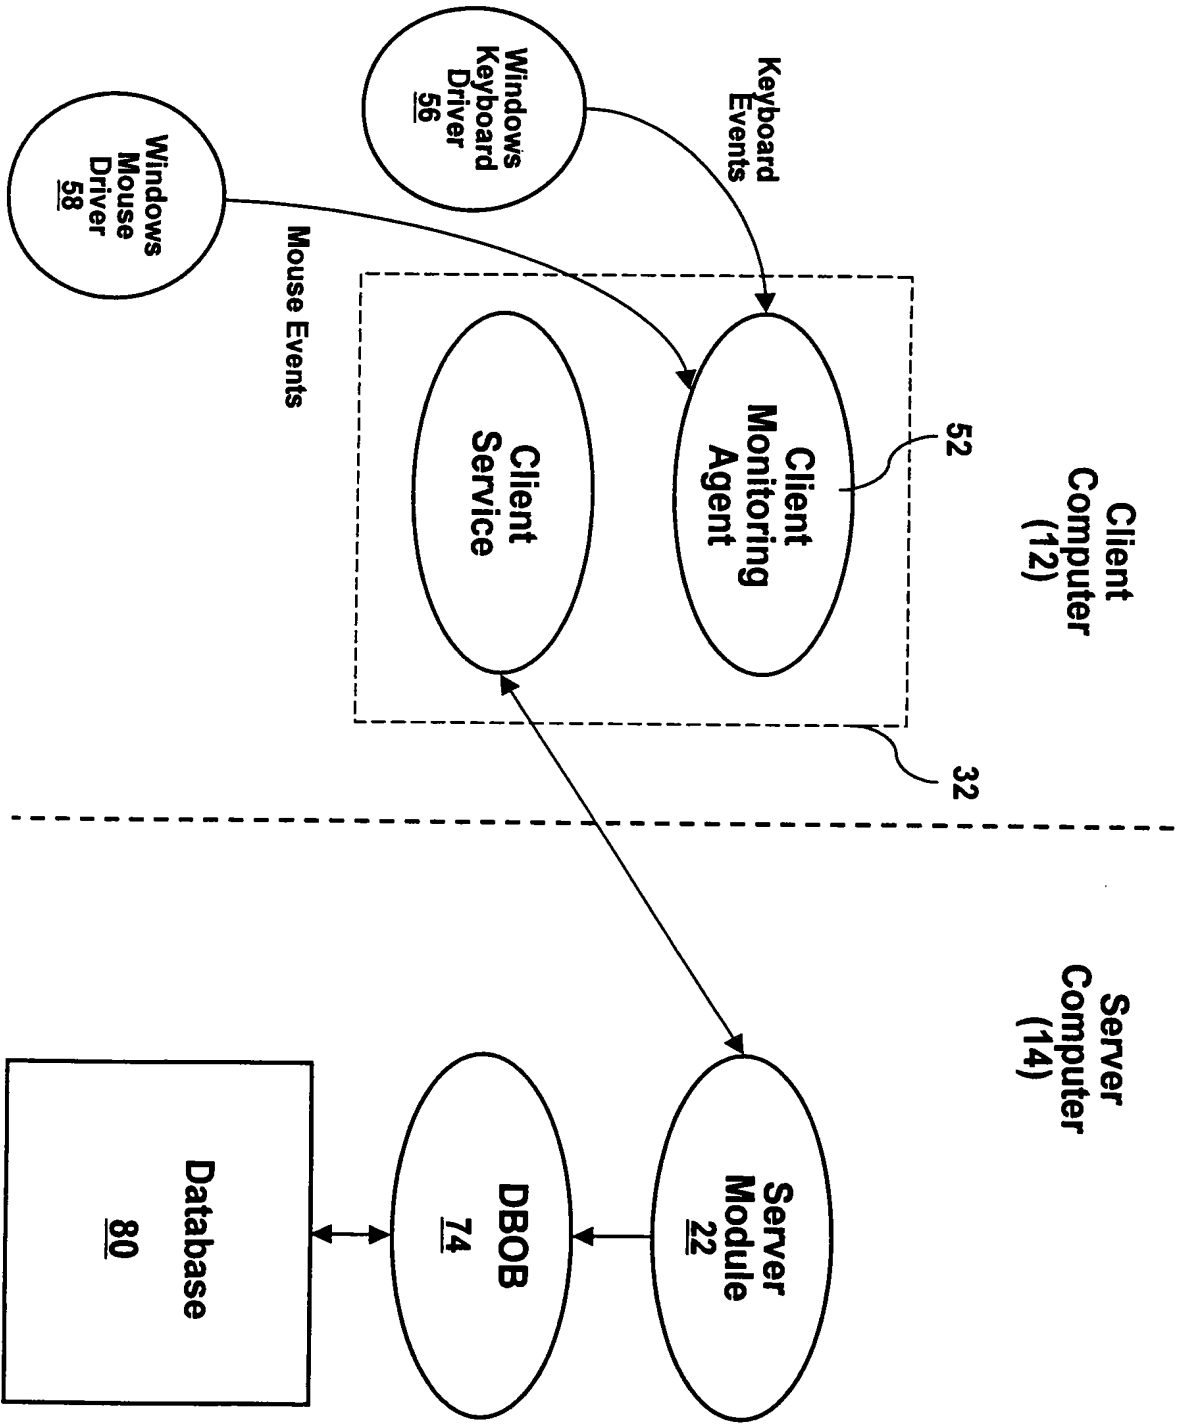 Client
Computer
(12)
Server
Computer
(14)
52
32
Keyboard
Events
Client
Monitoring
Agent
Server
Module
22
Windows
Keyboard
Driver
56
Client
Service
DBOB
74
Mouse Events
Windows
Mouse
Driver
58
Database
80